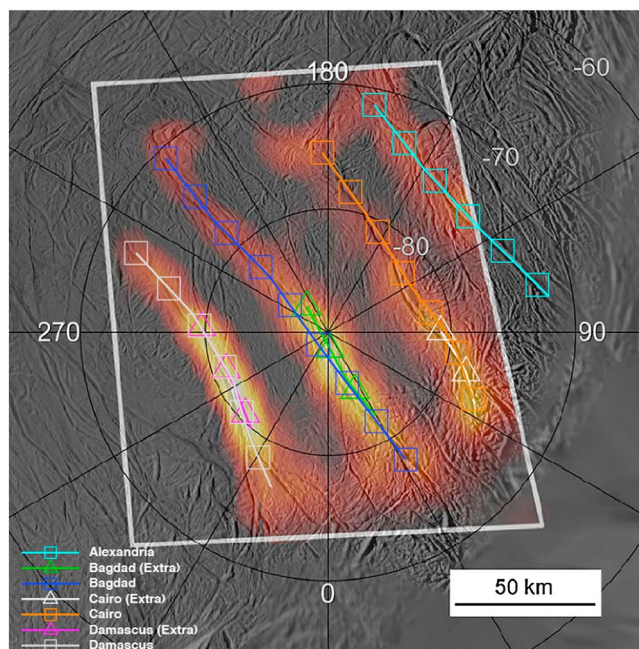 -60
180
-70
-80
270
90
Alexandria
Bagdad (Extra)
Bagdad
Cairo (Extra)
Cairo
Damascus (Extra)
Damascus
0
50 km